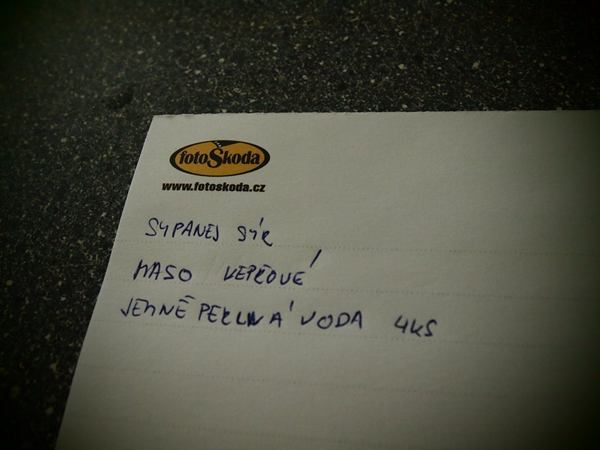 fotoŠkoda
www.fotoskoda.cz
SYPANEJ SÝR
MASO VEPŘOVÉ
JEMNĚ PERLIVÁ VODA 4KS